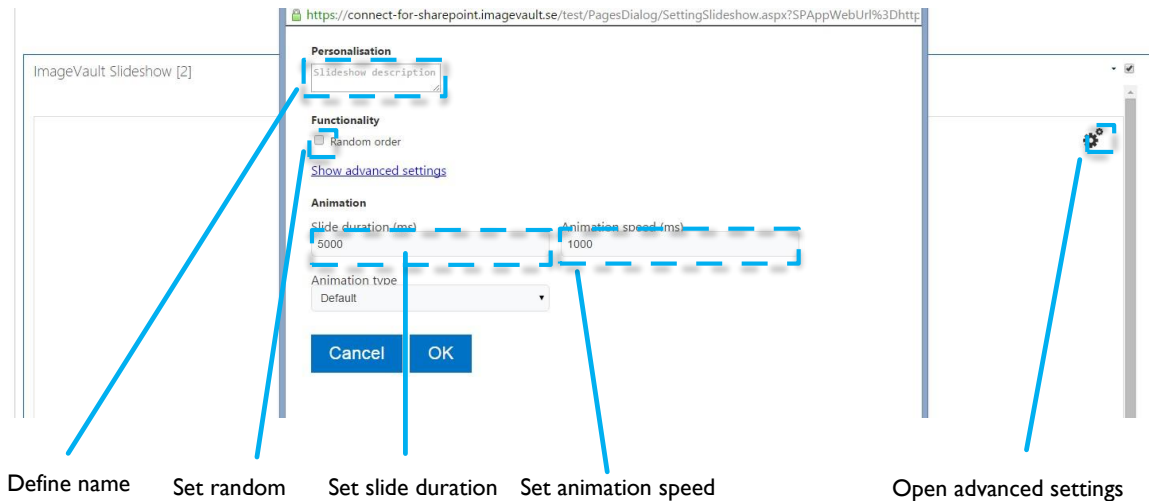 https://connect-for-sharepoint.imagevault.se/test/PagesDialog/SettingSlideshow.aspx?SPAppWebUrl%3Dhttp
ImageVault Slideshow [2]
Personalisation
Slideshow description
Functionality
Random order
Show advanced settings
Animation
Slide duration (ms) Animation speed (ms)
5000 1000
Animation type
Default
Cancel OK
Define name Set random Set slide duration Set animation speed Open advanced settings